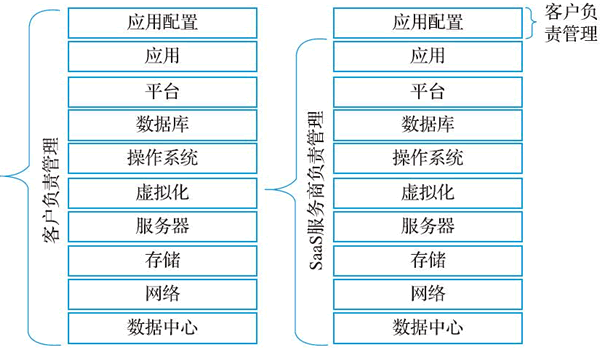 客户负责管理
应用配置
应用
平台
数据库
操作系统
虚拟化
服务器
存储
网络
数据中心
SaaS服务商负责管理
应用配置
应用
平台
数据库
操作系统
虚拟化
服务器
存储
网络
数据中心
客户负
责管理